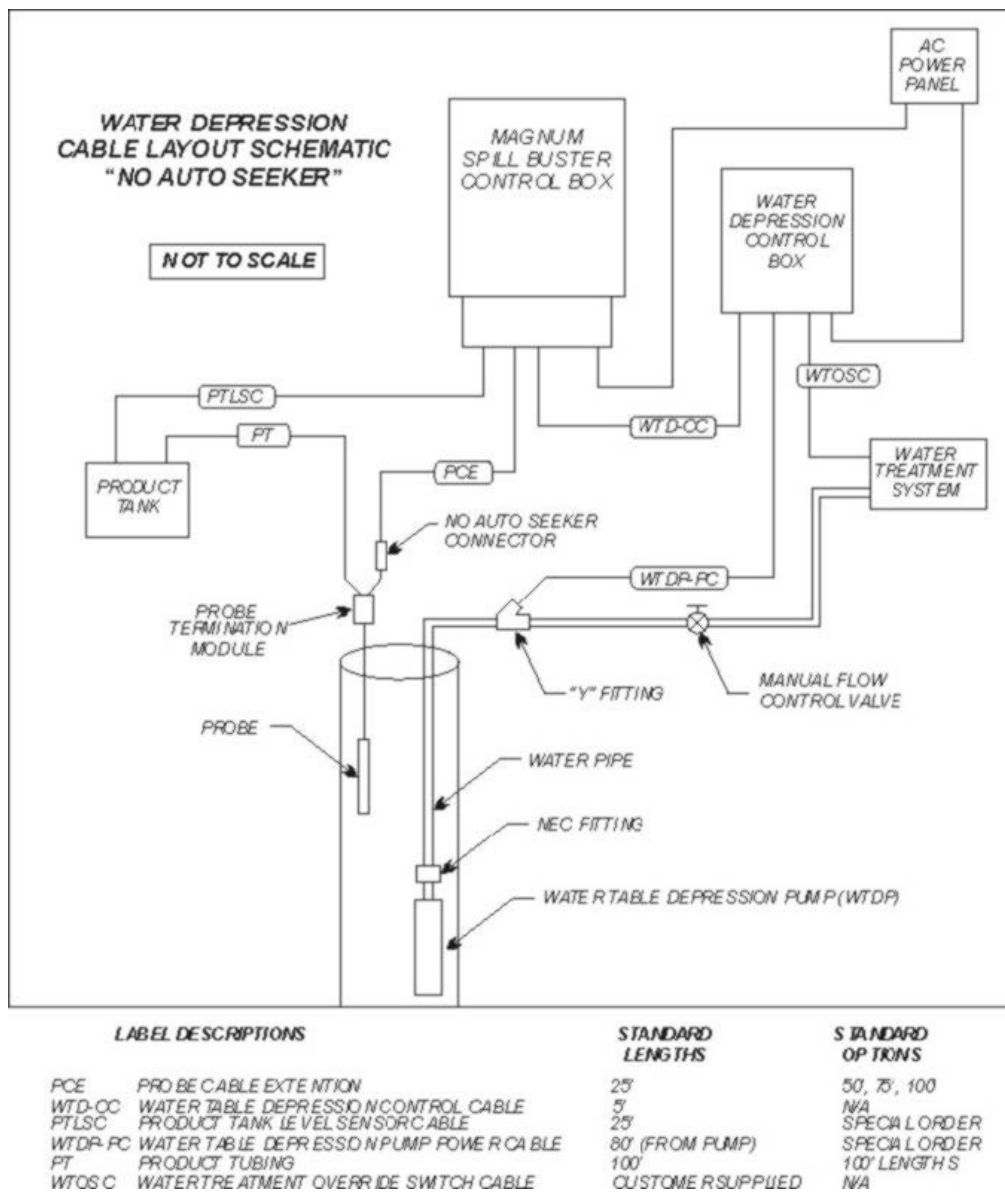 WATER DEPRESSION
CABLE LAYOUT SCHEMATIC
"NO AUTO SEEKER"
NOT TO SCALE
MAGNUM
SPILL BUSTER
CONTROL BOX
AC
POWER
PANEL
WATER
DEPRESSION
CONTROL
BOX
PTLSC
PT
PCE
WTD-CC
WTOSC
PRODUCT
TANK
WATER
TREATMENT
SYSTEM
NO AUTO SEEKER
CONNECTOR
WTDP-PC
PROBE
TERMINATION
MODULE
"Y" FITTING
MANUAL FLOW
CONTROL VALVE
PROBE
WATER PIPE
NEC FITTING
WATER TABLE DEPRESSION PUMP (WTDP)
LABEL DESCRIPTIONS STANDARD LENGTHS STANDARD OPTIONS
PCE PROBE CABLE EXTENTION 25' 50', 75', 100'
WTD-CC WATER TABLE DEPRESSION CONTROL CABLE 5' N/A
PTLSC PRODUCT TANK LEVEL SENSOR CABLE 25' SPECIAL ORDER
WTDP-PC WATER TABLE DEPRESSION PUMP POWER CABLE 80' (FROM PUMP) SPECIAL ORDER
PT PRODUCT TUBING 100' 100' LENGTHS
WTOSC WATER TREATMENT OVERRIDE SWITCH CABLE CUSTOMER SUPPLIED N/A